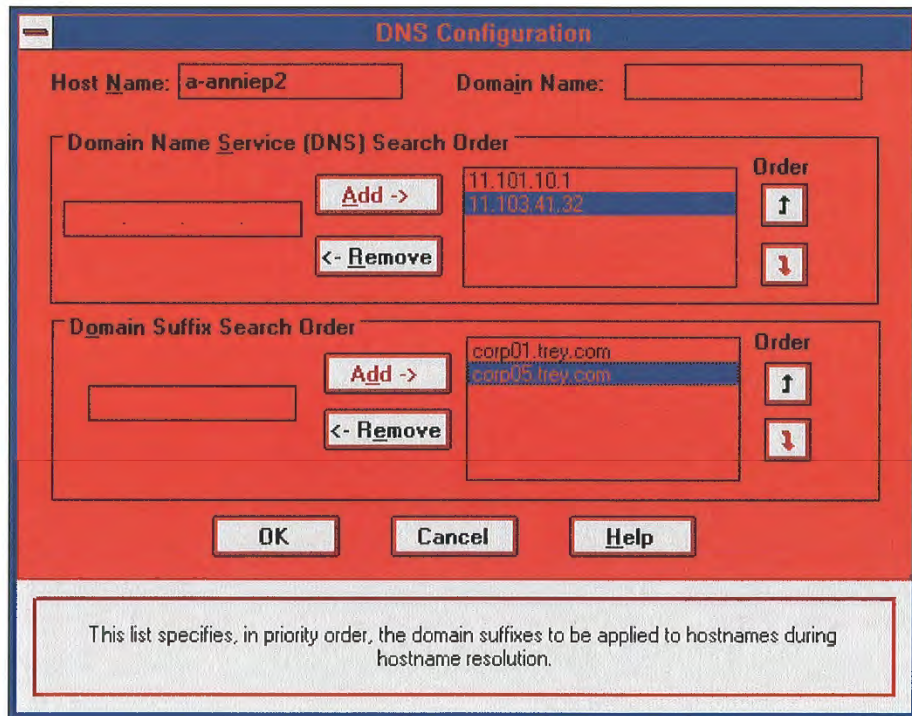 DNS Configuration
Host Name: a-anniep2 Domain Name:
Domain Name Service (DNS) Search Order
Order
Add ->
<- Remove
11.101.10.1
11.103.41.32
Domain Suffix Search Order
Order
Add ->
<- Remove
corp01.trey.com
corp05.trey.com
OK Cancel Help
This list specifies, in priority order, the domain suffixes to be applied to hostnames during
hostname resolution.